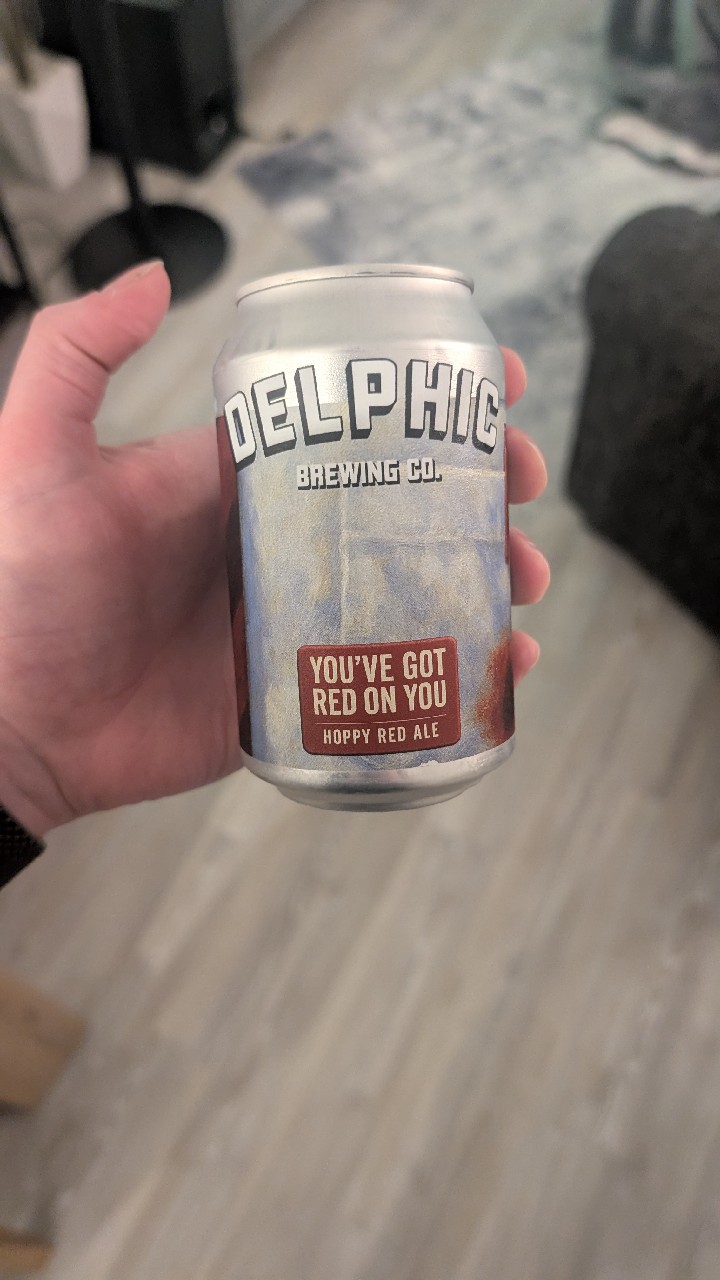 DELPHIC
BREWING CO.
YOU'VE GOT
RED ON YOU
HOPPY RED ALE